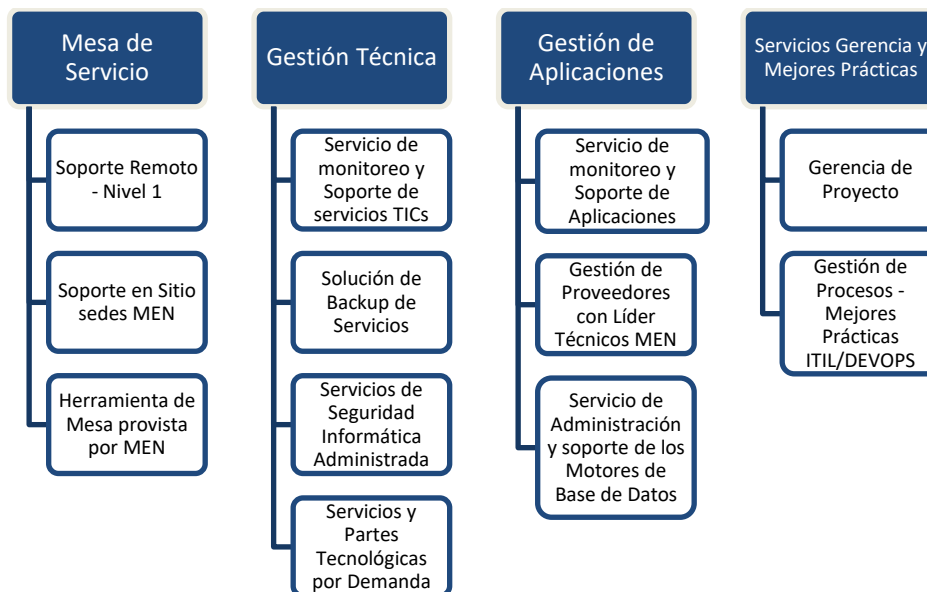 Mesa de
Servicio
Soporte Remoto
- Nivel 1
Soporte en Sitio
sedes MEN
Herramienta de
Mesa provista
por MEN
Gestión Técnica
Servicio de
monitoreo y
Soporte de
servicios TICs
Solución de
Backup de
Servicios
Servicios de
Seguridad
Informática
Administrada
Servicios y
Partes
Tecnológicas
por Demanda
Gestión de
Aplicaciones
Servicio de
monitoreo y
Soporte de
Aplicaciones
Gestión de
Proveedores
con Líder
Técnicos MEN
Servicio de
Administración
y soporte de los
Motores de
Base de Datos
Servicios Gerencia y
Mejores Prácticas
Gerencia de
Proyecto
Gestión de
Procesos -
Mejores
Prácticas
ITIL/DEVOPS